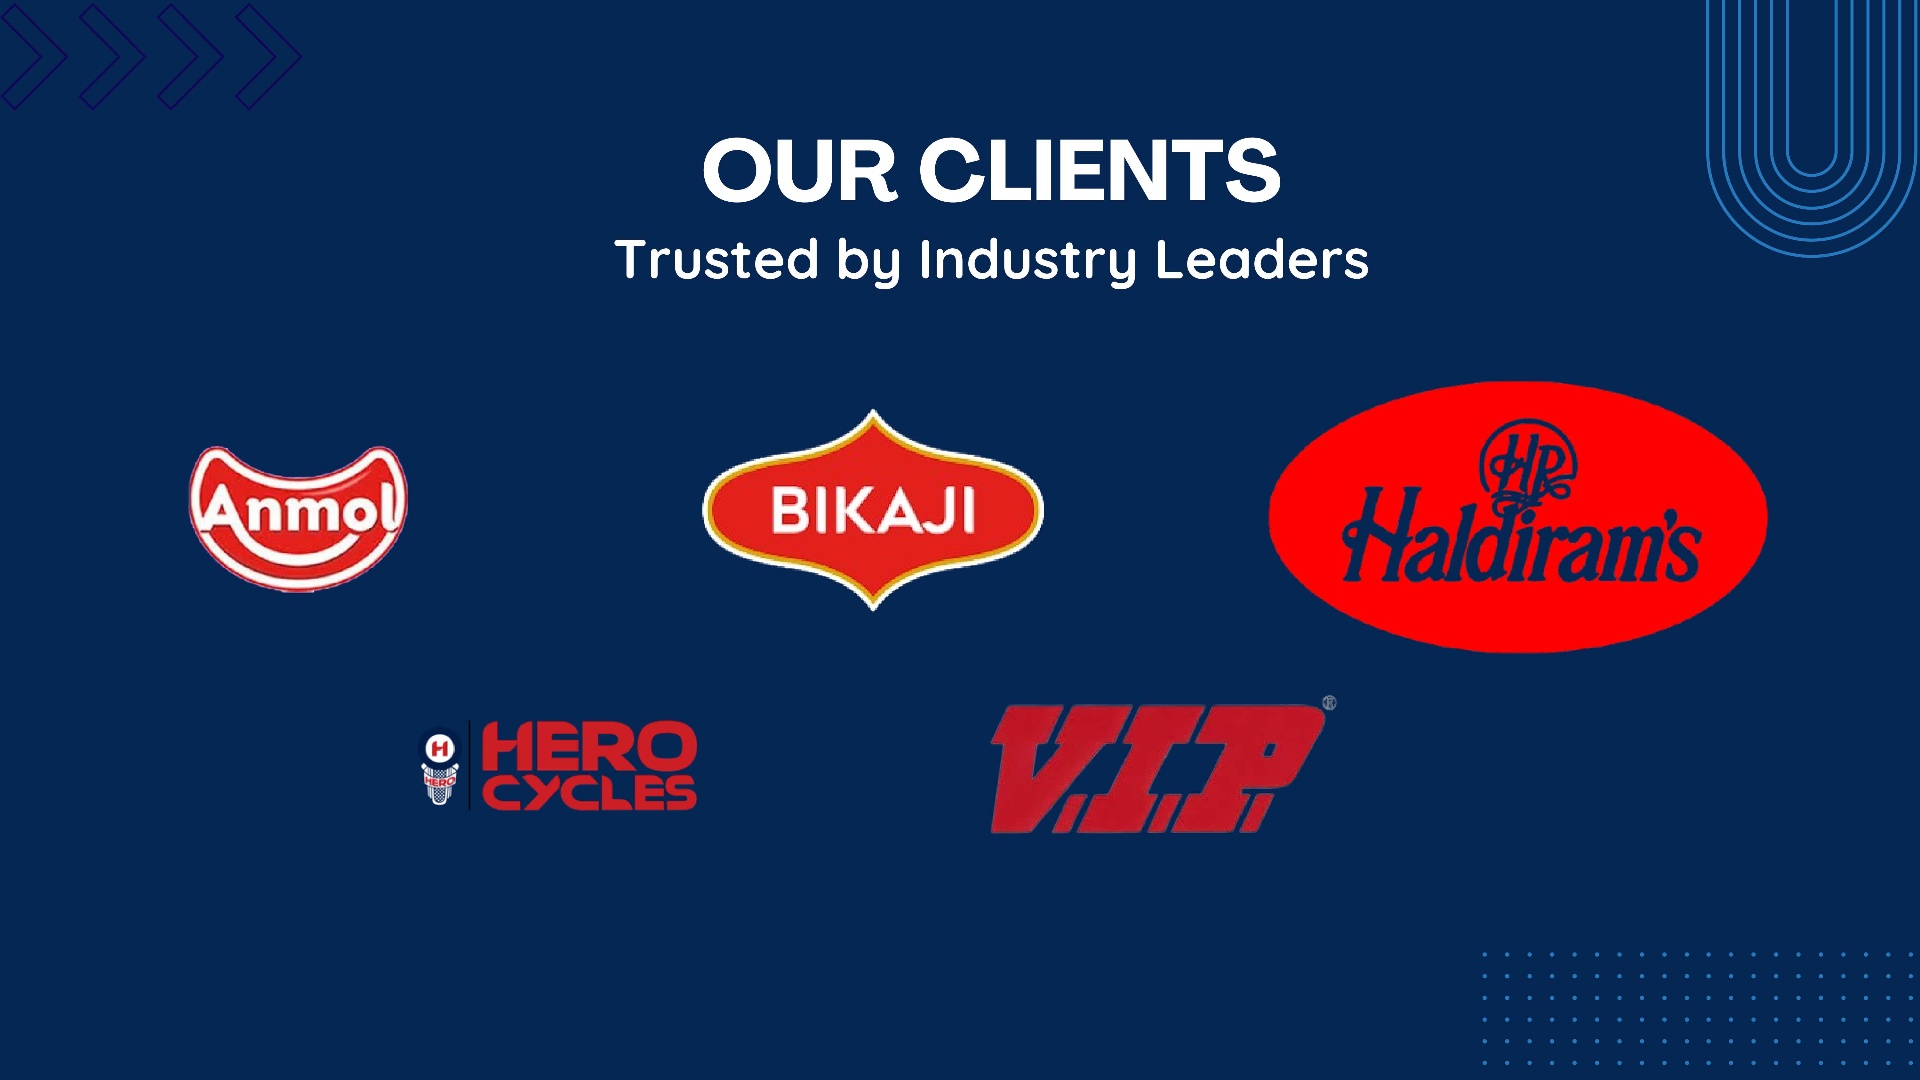 OUR CLIENTS
Trusted by Industry Leaders
Anmol
BIKAJI
HR
Haldiram's
H
HERO
HERO
CYCLES
V.I.P.
®